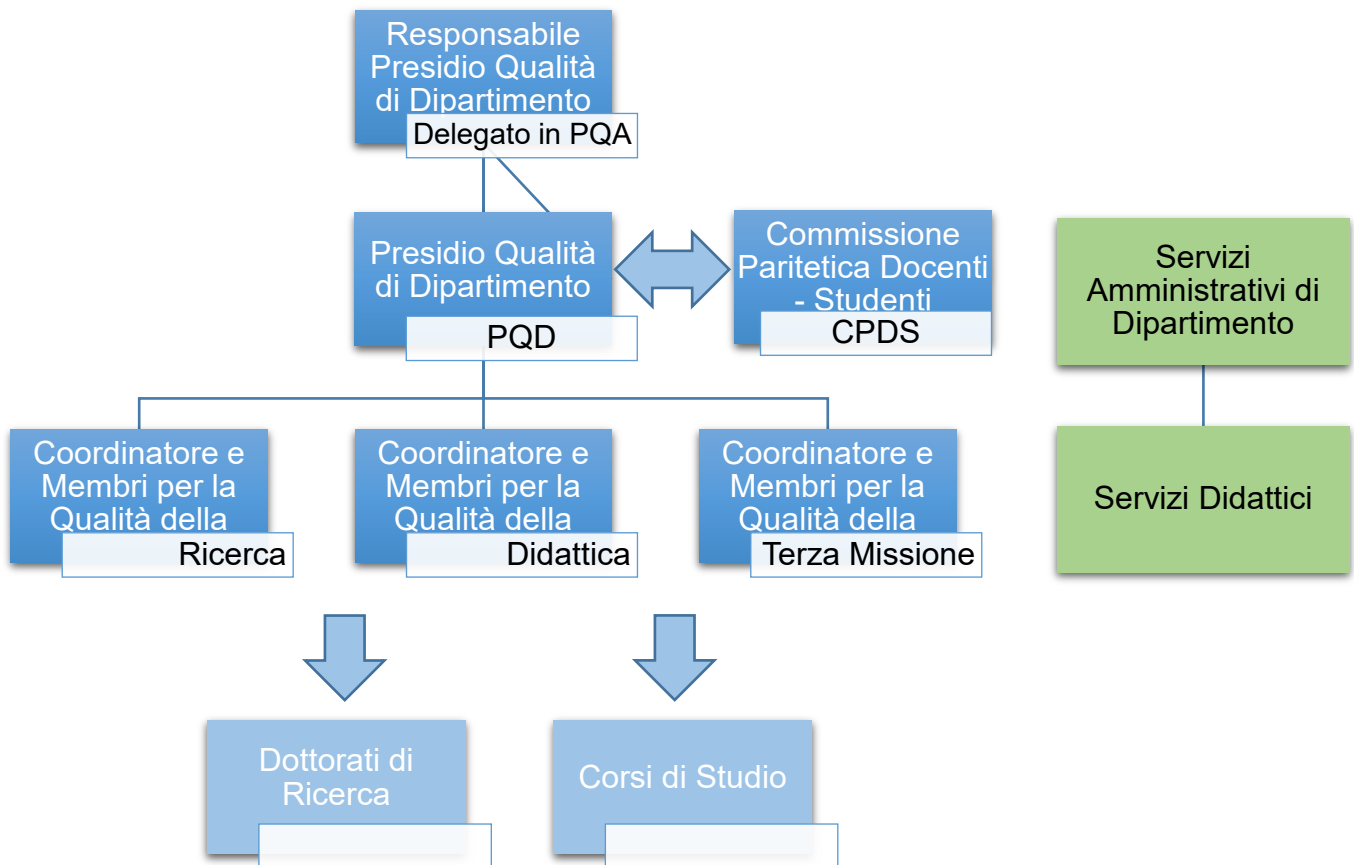 Responsabile
Presidio Qualità
di Dipartimento
Delegato in PQA
Presidio Qualità
di Dipartimento
PQD
Commissione
Paritetica Docenti
- Studenti
CPDS
Servizi
Amministrativi di
Dipartimento
Coordinatore e
Membri per la
Qualità della
Ricerca
Coordinatore e
Membri per la
Qualità della
Didattica
Coordinatore e
Membri per la
Qualità della
Terza Missione
Servizi Didattici
Dottorati di
Ricerca
Corsi di Studio